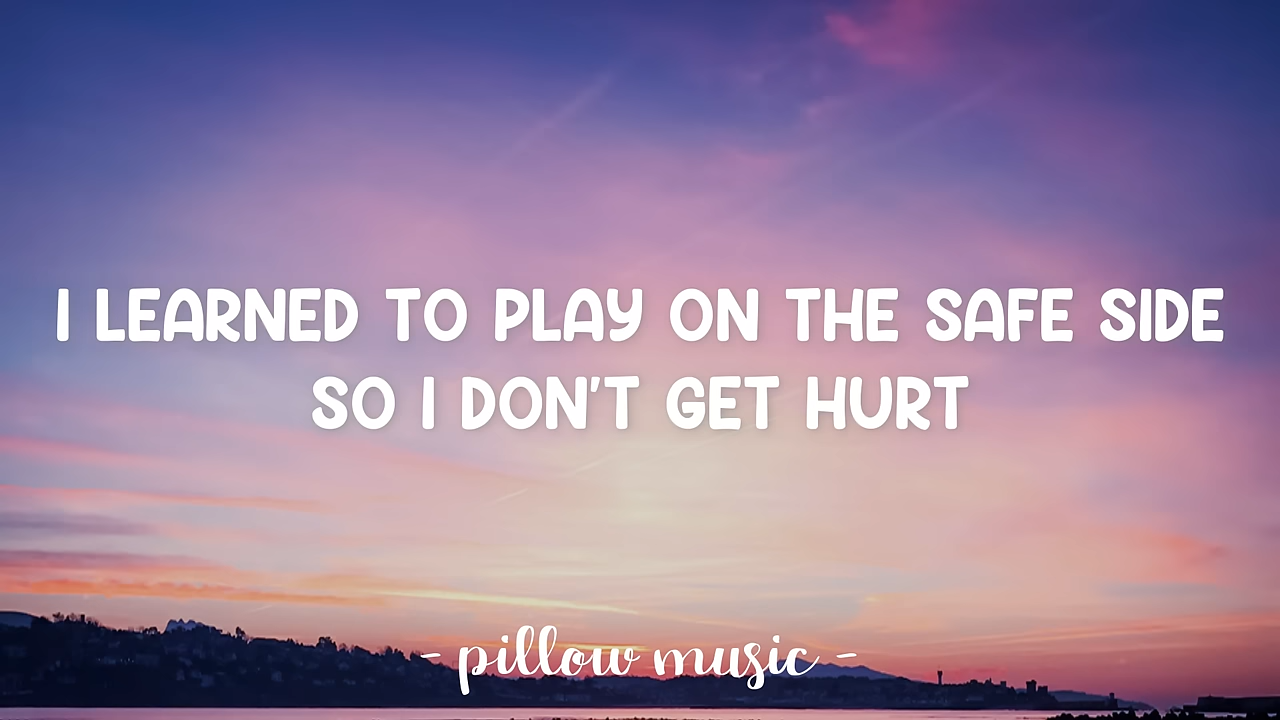 I LEARNED TO PLAY ON THE SAFE SIDE
SO I DON'T GET HURT
- pillow music -